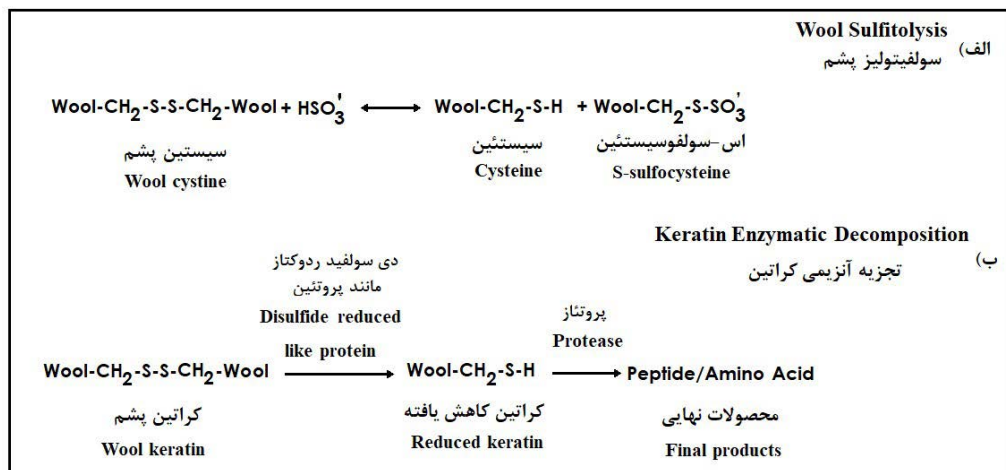 Wool Sulfitolysis
الف) سولفیتولیز پشم
Wool-CH2-S-S-CH2-Wool + HSO3' ⟷ Wool-CH2-S-H + Wool-CH2-S-SO3'
سیستین پشم سیستئین اس-سولفوسیستئین
Wool cystine Cysteine S-sulfocysteine
Keratin Enzymatic Decomposition
ب) تجزیه آنزیمی کراتین
دی سولفید ردوکتاز
مانند پروتئین
Disulfide reduced
like protein
پروتئاز
Protease
Wool-CH2-S-S-CH2-Wool ⟶ Wool-CH2-S-H ⟶ Peptide/Amino Acid
کراتین پشم کراتین کاهش یافته محصولات نهایی
Wool keratin Reduced keratin Final products